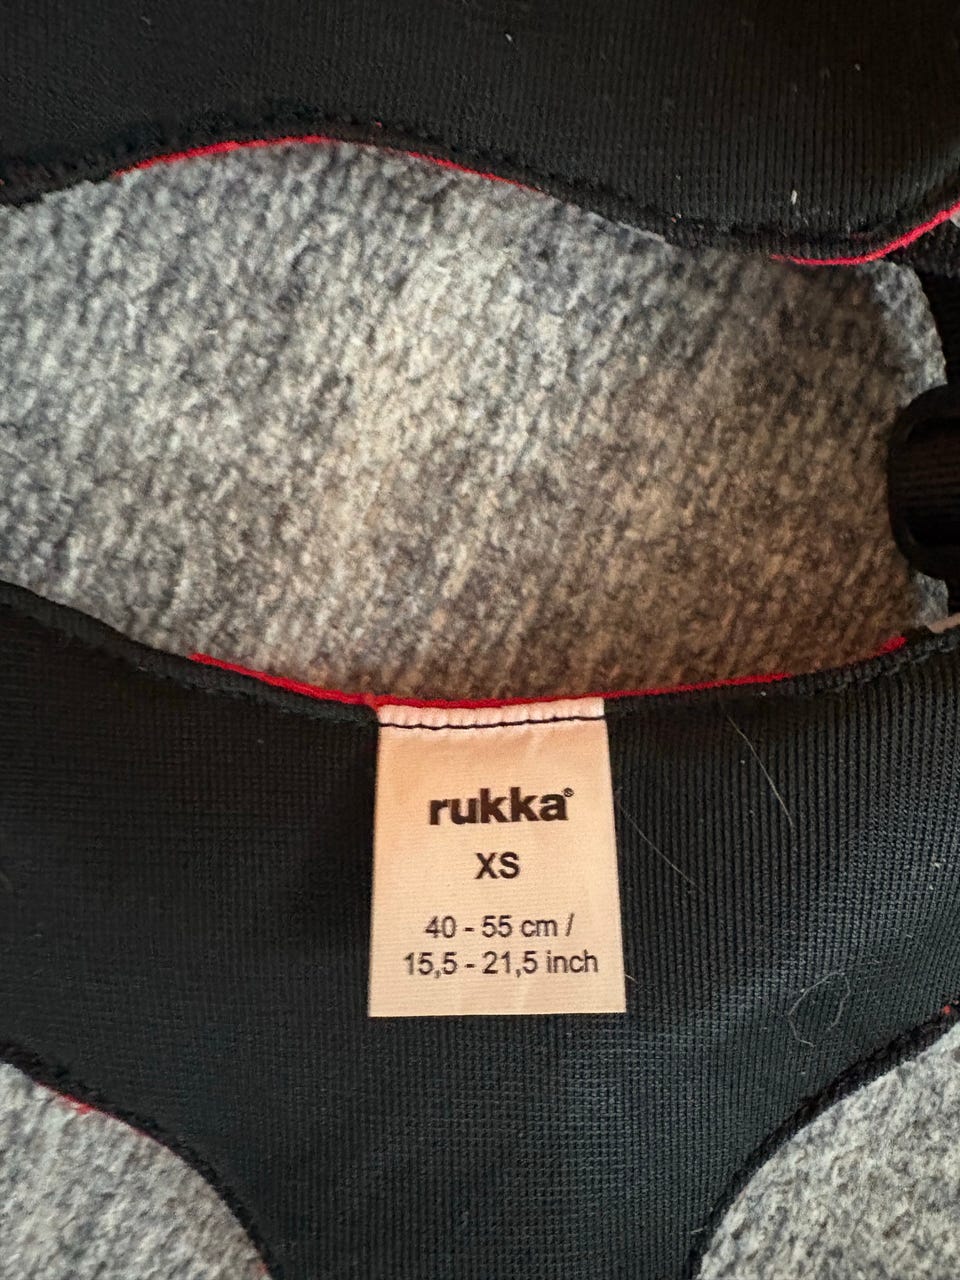 rukka®
XS
40 - 55 cm /
15,5 - 21,5 inch